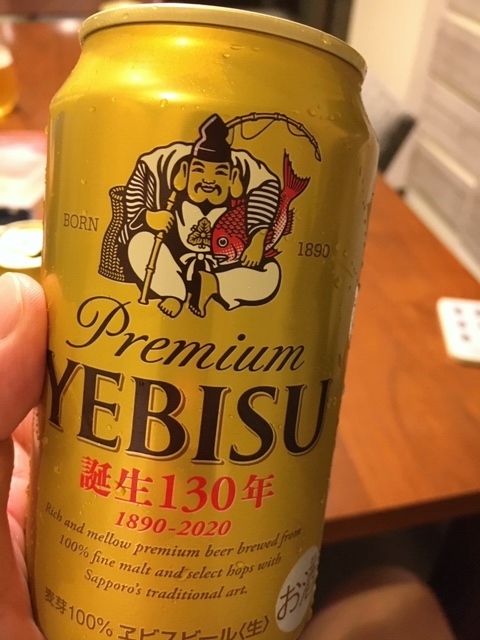 BORN
1890
Premium
YEBISU
誕生130年
1890-2020
Rich and mellow premium beer brewed from
100% fine malt and select hops with
Sapporo's traditional art.
麦芽100% ヱビスビール〈生〉
お酒